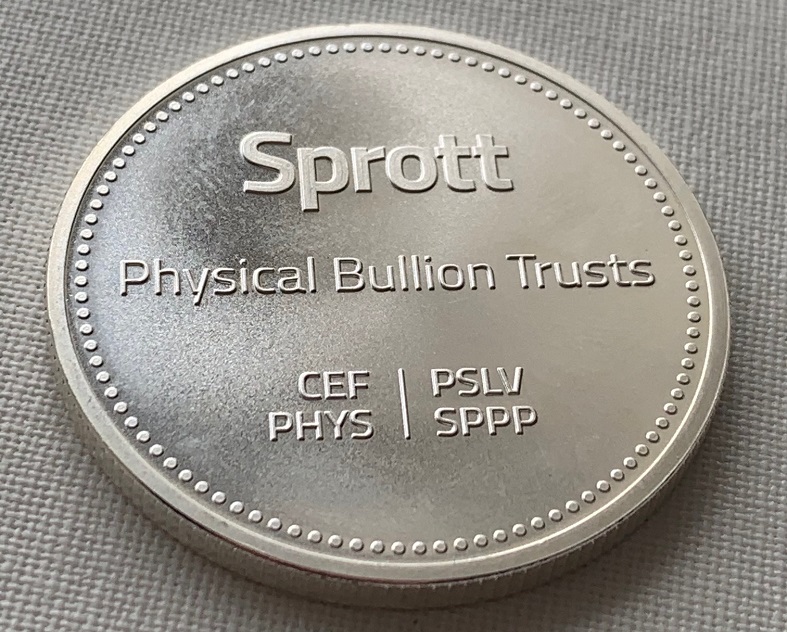 Sprott
Physical Bullion Trusts
CEF | PSLV
PHYS | SPPP